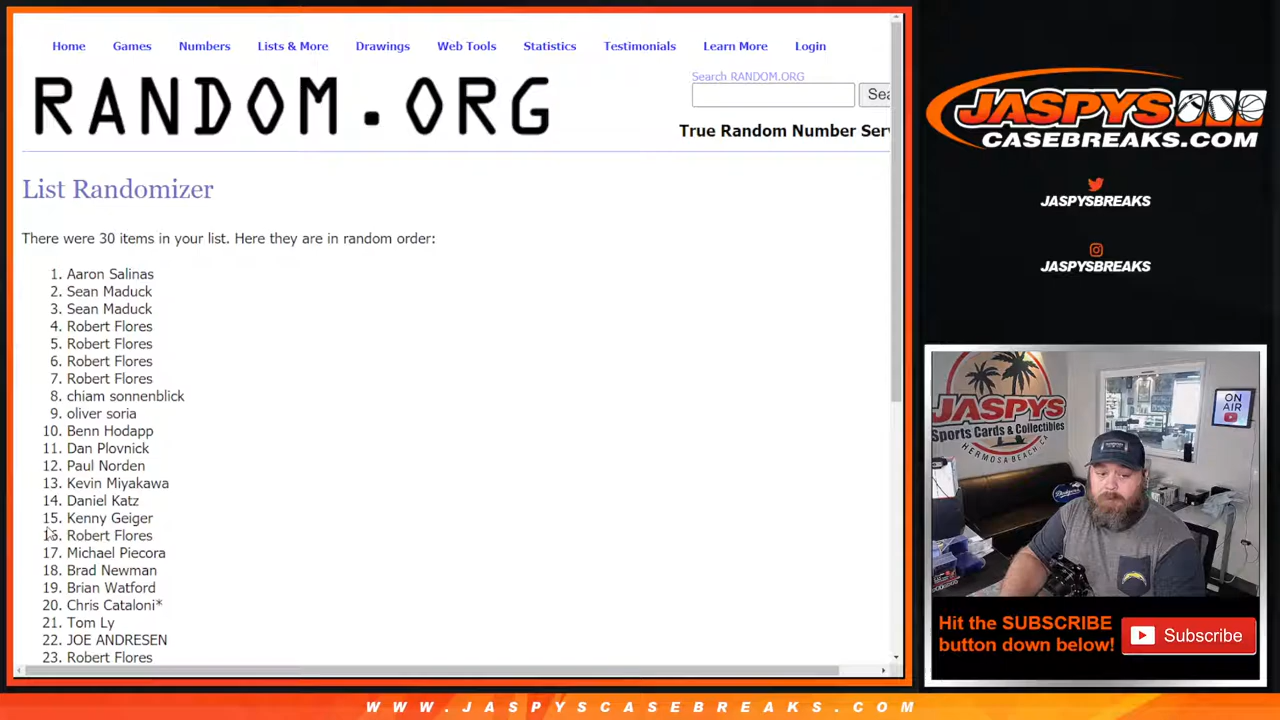 Home Games Numbers Lists & More Drawings Web Tools Statistics Testimonials Learn More Login
RANDOM.ORG
Search RANDOM.ORG
Sea
True Random Number Serv
List Randomizer
There were 30 items in your list. Here they are in random order:
1. Aaron Salinas
2. Sean Maduck
3. Sean Maduck
4. Robert Flores
5. Robert Flores
6. Robert Flores
7. Robert Flores
8. chiam sonnenblick
9. oliver soria
10. Benn Hodapp
11. Dan Plovnick
12. Paul Norden
13. Kevin Miyakawa
14. Daniel Katz
15. Kenny Geiger
16. Robert Flores
17. Michael Piecora
18. Brad Newman
19. Brian Watford
20. Chris Cataloni*
21. Tom Ly
22. JOE ANDRESEN
23. Robert Flores
JASPYS
CASEBREAKS.COM
JASPYSBREAKS
JASPYSBREAKS
JASPYS
Sports Cards & Collectibles
HERMOSA BEACH, CA
ON
AIR
Dodgers
Hit the SUBSCRIBE
button down below!
Subscribe
WWW.JASPYSCASEBREAKS.COM